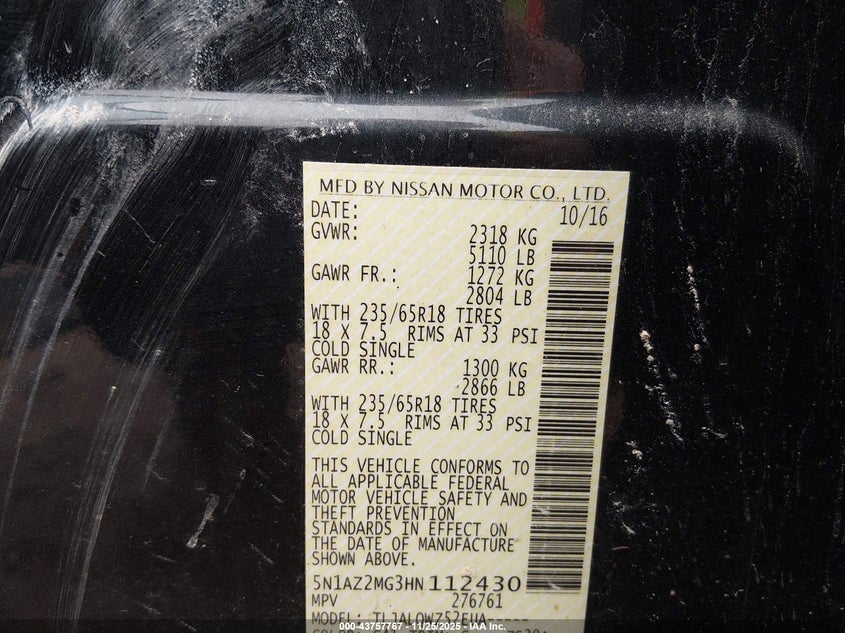 MFD BY NISSAN MOTOR CO., LTD.
DATE: 10/16
GVWR: 2318 KG
5110 LB
GAWR FR.: 1272 KG
2804 LB
WITH 235/65R18 TIRES
18 X 7.5 RIMS AT 33 PSI
COLD SINGLE
GAWR RR.: 1300 KG
2866 LB
WITH 235/65R18 TIRES
18 X 7.5 RIMS AT 33 PSI
COLD SINGLE
THIS VEHICLE CONFORMS TO
ALL APPLICABLE FEDERAL
MOTOR VEHICLE SAFETY AND
THEFT PREVENTION
STANDARDS IN EFFECT ON
THE DATE OF MANUFACTURE
SHOWN ABOVE.
5N1AZ2MG3HN112430
MPV 276761
MODEL: TLJALQWZ52EUA-----
000-43757767 - 11/25/2025 - IAA Inc.